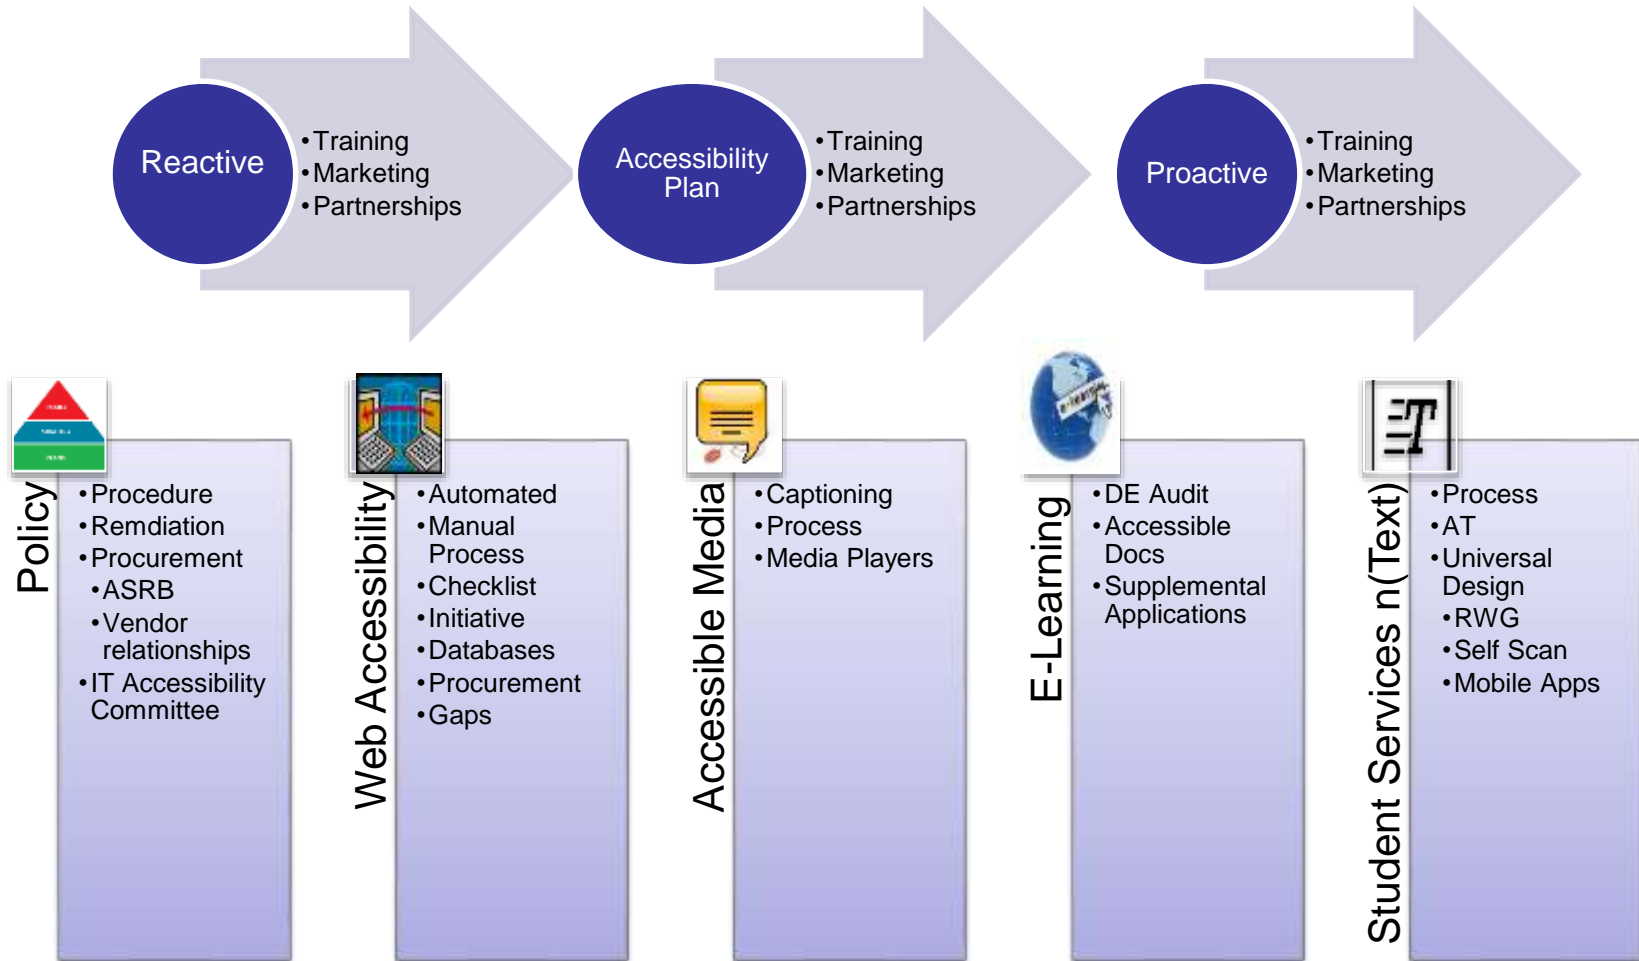 Reactive
•Training
•Marketing
•Partnerships
Accessibility
Plan
•Training
•Marketing
•Partnerships
Proactive
•Training
•Marketing
•Partnerships
Policy
•Procedure
•Remdiation
•Procurement
•ASRB
•Vendor
relationships
•IT Accessibility
Committee
Web Accessibility
•Automated
•Manual
Process
•Checklist
•Initiative
•Databases
•Procurement
•Gaps
Accessible Media
•Captioning
•Process
•Media Players
E-Learning
•DE Audit
•Accessible
Docs
•Supplemental
Applications
T
Student Services n(Text)
•Process
•AT
•Universal
Design
•RWG
•Self Scan
•Mobile Apps